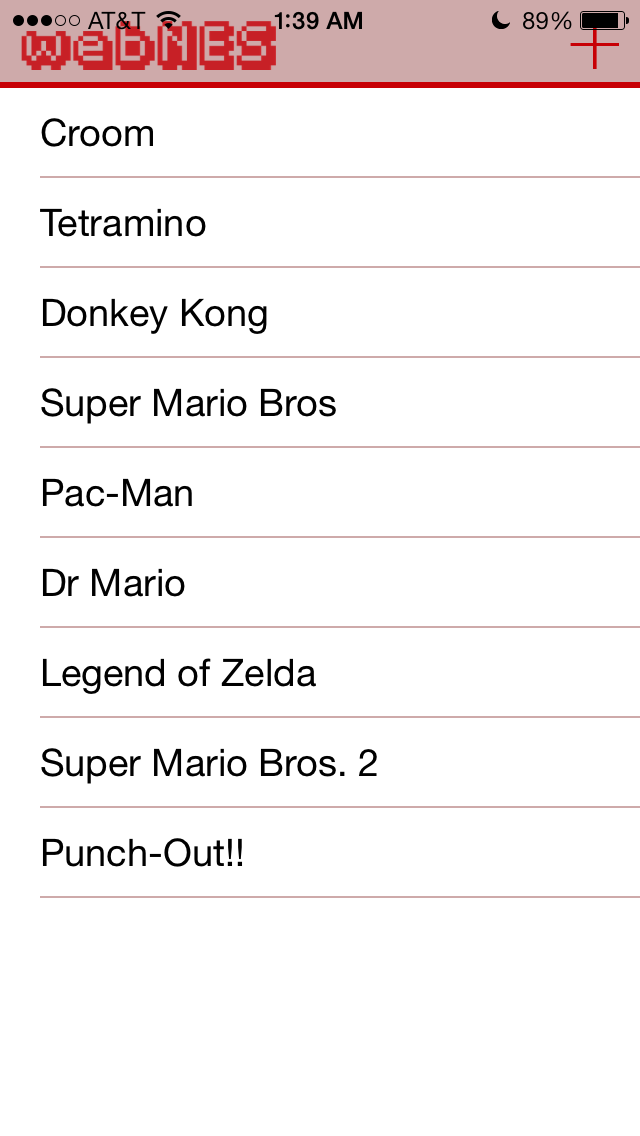 AT&T 1:39 AM 89%
WebNES
Croom
Tetramino
Donkey Kong
Super Mario Bros
Pac-Man
Dr Mario
Legend of Zelda
Super Mario Bros. 2
Punch-Out!!